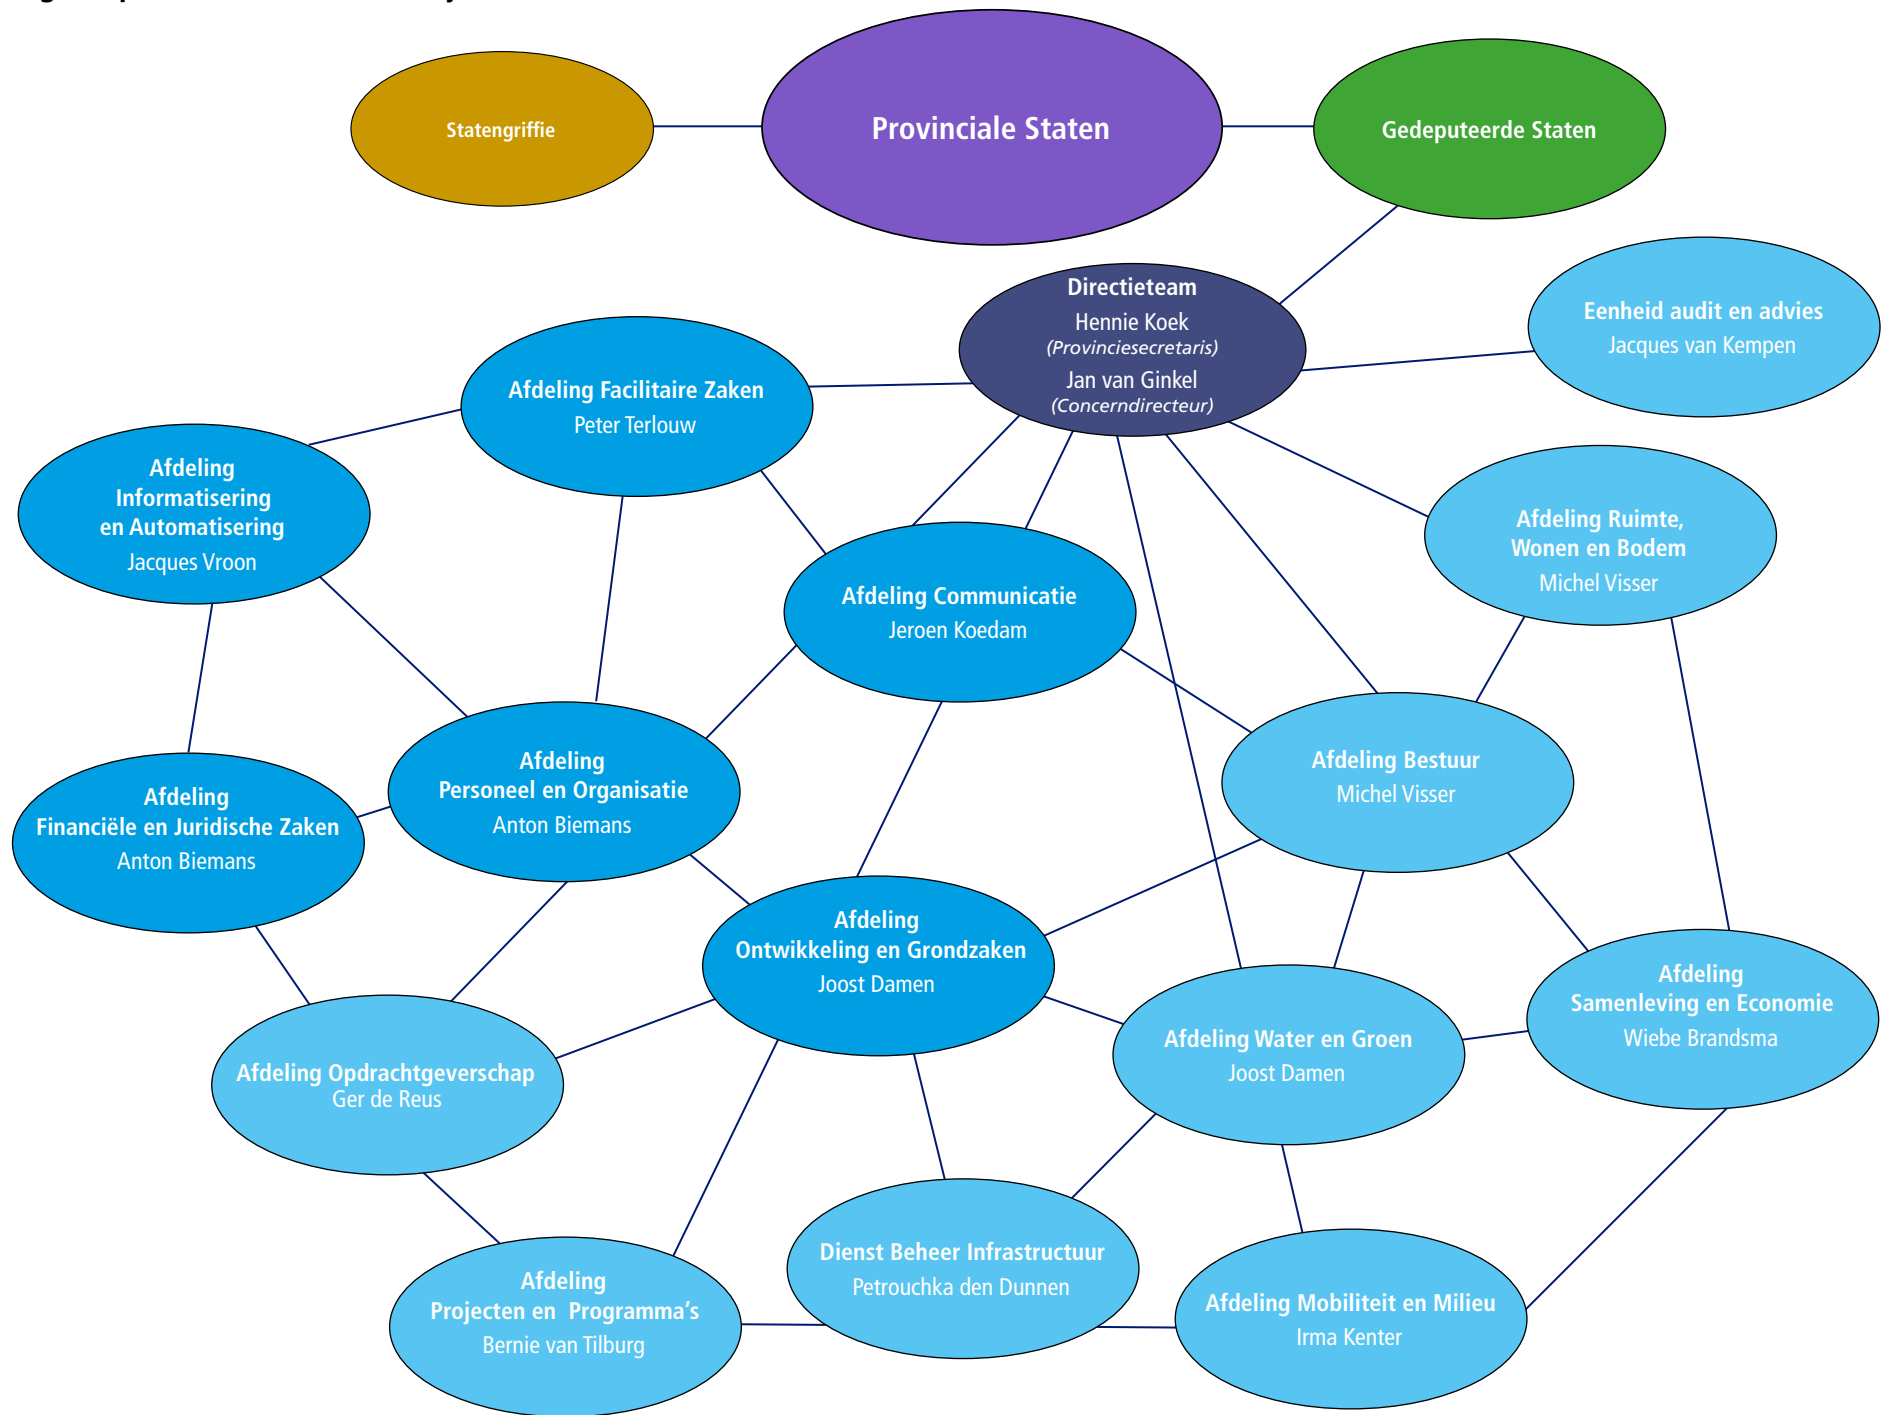 Statengriffie
Provinciale Staten
Gedeputeerde Staten
Directieteam
Hennie Koek
(Provinciesecretaris)
Jan van Ginkel
(Concerndirecteur)
Eenheid audit en advies
Jacques van Kempen
Afdeling Facilitaire Zaken
Peter Terlouw
Afdeling
Informatisering
en Automatisering
Jacques Vroon
Afdeling Ruimte,
Wonen en Bodem
Michel Visser
Afdeling Communicatie
Jeroen Koedam
Afdeling
Personeel en Organisatie
Anton Biemans
Afdeling Bestuur
Michel Visser
Afdeling
Financiële en Juridische Zaken
Anton Biemans
Afdeling
Ontwikkeling en Grondzaken
Joost Damen
Afdeling
Samenleving en Economie
Wiebe Brandsma
Afdeling Water en Groen
Joost Damen
Afdeling Opdrachtgeverschap
Ger de Reus
Dienst Beheer Infrastructuur
Petrouchka den Dunnen
Afdeling
Projecten en Programma’s
Bernie van Tilburg
Afdeling Mobiliteit en Milieu
Irma Kenter